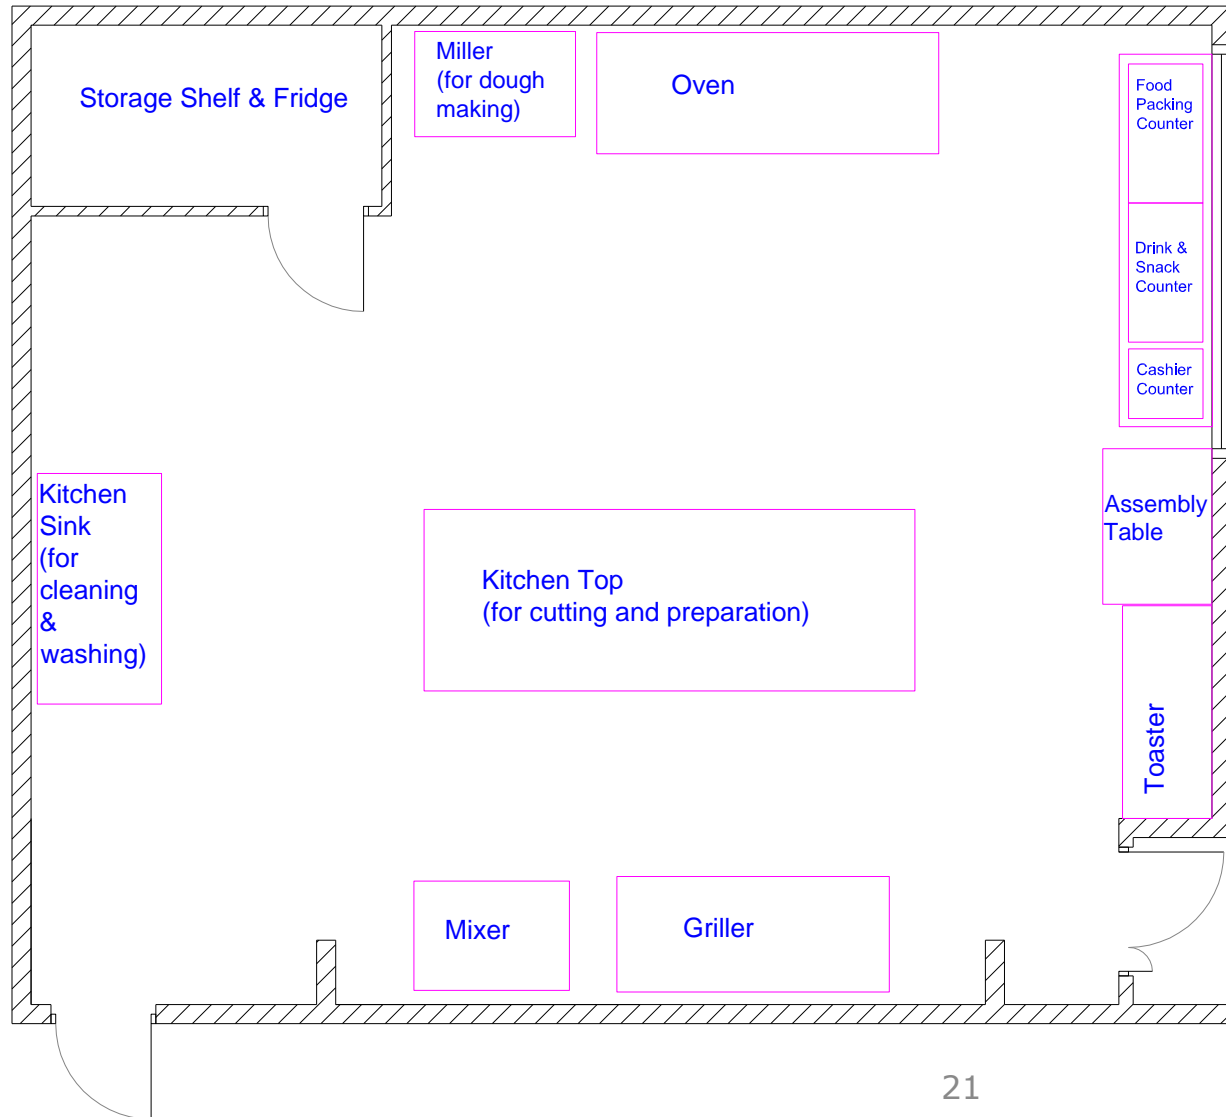 Storage Shelf & Fridge
Miller
(for dough
making)
Oven
Food
Packing
Counter
Drink &
Snack
Counter
Cashier
Counter
Kitchen
Sink
(for
cleaning
&
washing)
Kitchen Top
(for cutting and preparation)
Assembly
Table
Toaster
Mixer
Griller
21